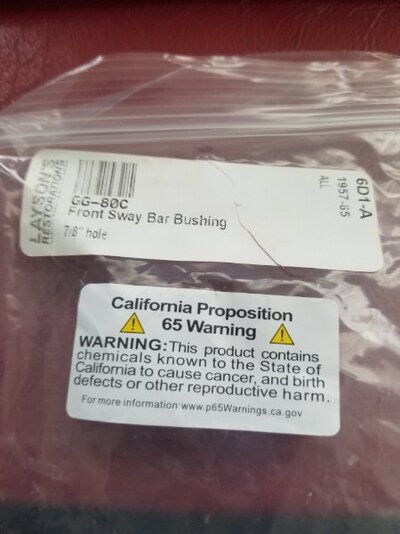 LAYSON'S
RESTORATIONS
GG-80C
Front Sway Bar Bushing
7/8" hole
6D1-A
1957-65
ALL
California Proposition
65 Warning
WARNING:This product contains
chemicals known to the State of
California to cause cancer, and birth
defects or other reproductive harm.
For more information:www.p65Warnings.ca.gov